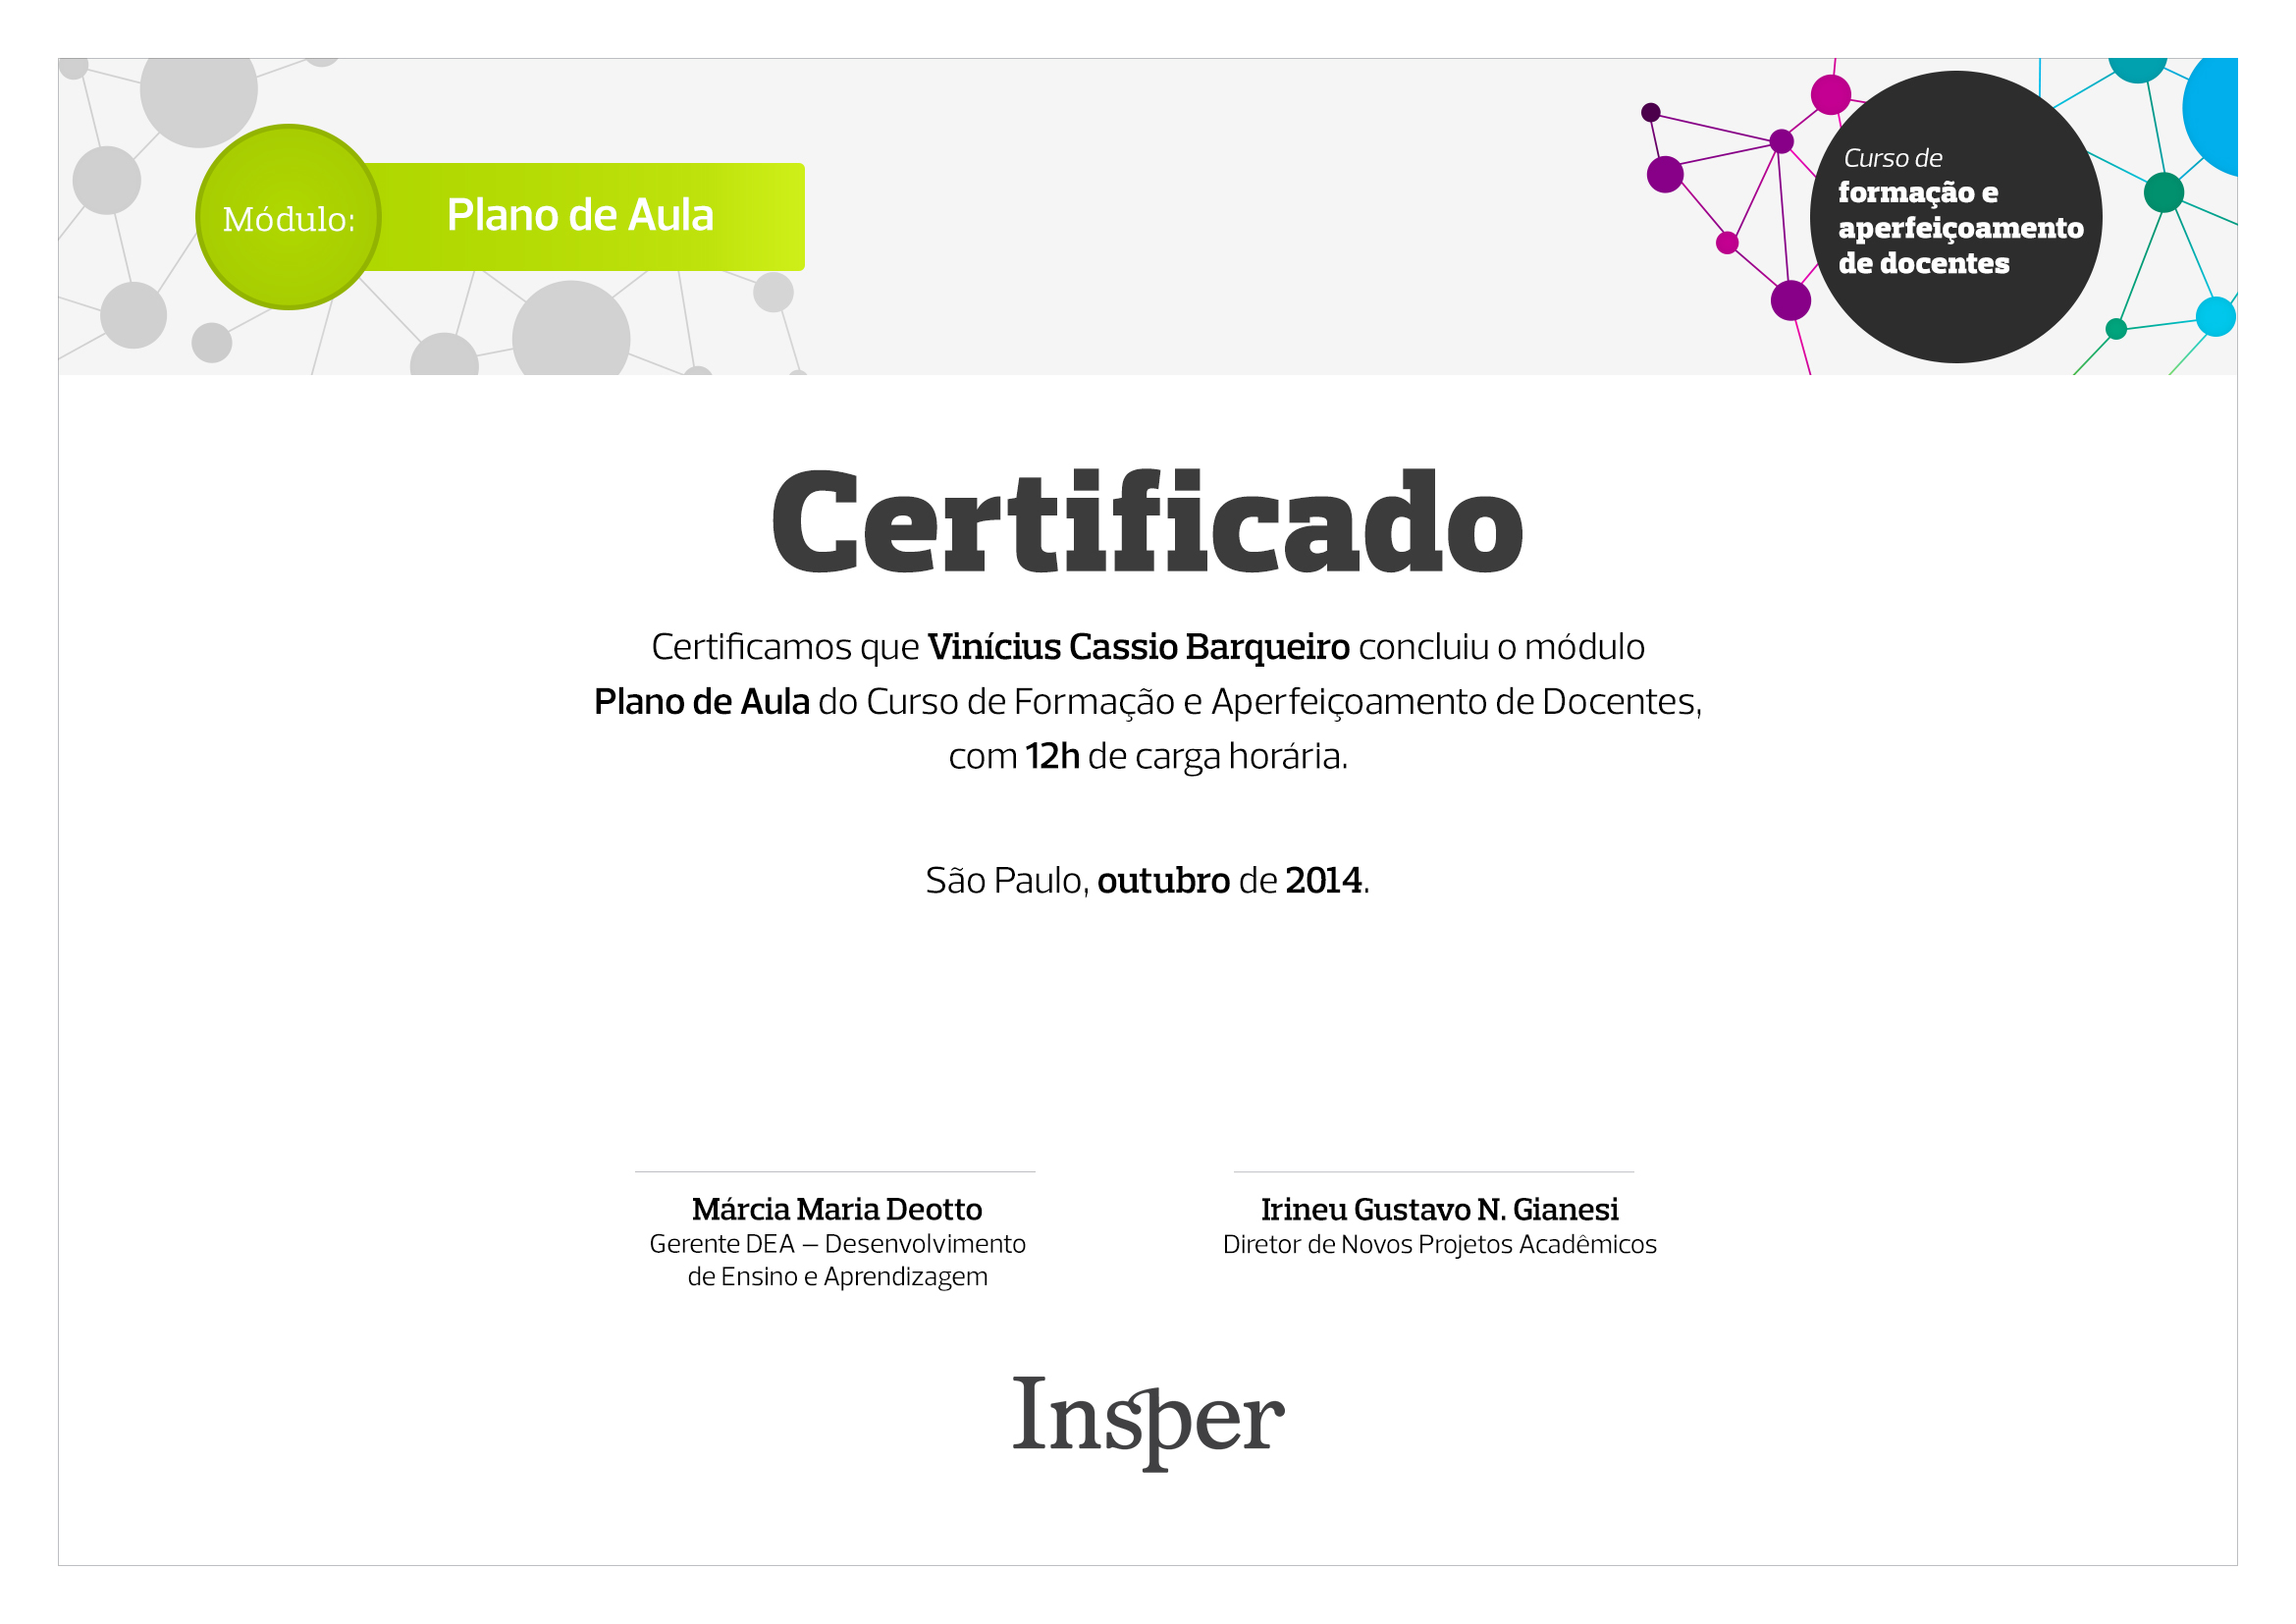 Módulo:
Plano de Aula
Curso de
formação e
aperfeiçoamento
de docentes
Certificado
Certificamos que Vinícius Cassio Barqueiro concluiu o módulo
Plano de Aula do Curso de Formação e Aperfeiçoamento de Docentes,
com 12h de carga horária.
São Paulo, outubro de 2014.
Márcia Maria Deotto
Gerente DEA – Desenvolvimento
de Ensino e Aprendizagem
Irineu Gustavo N. Gianesi
Diretor de Novos Projetos Acadêmicos
Insper